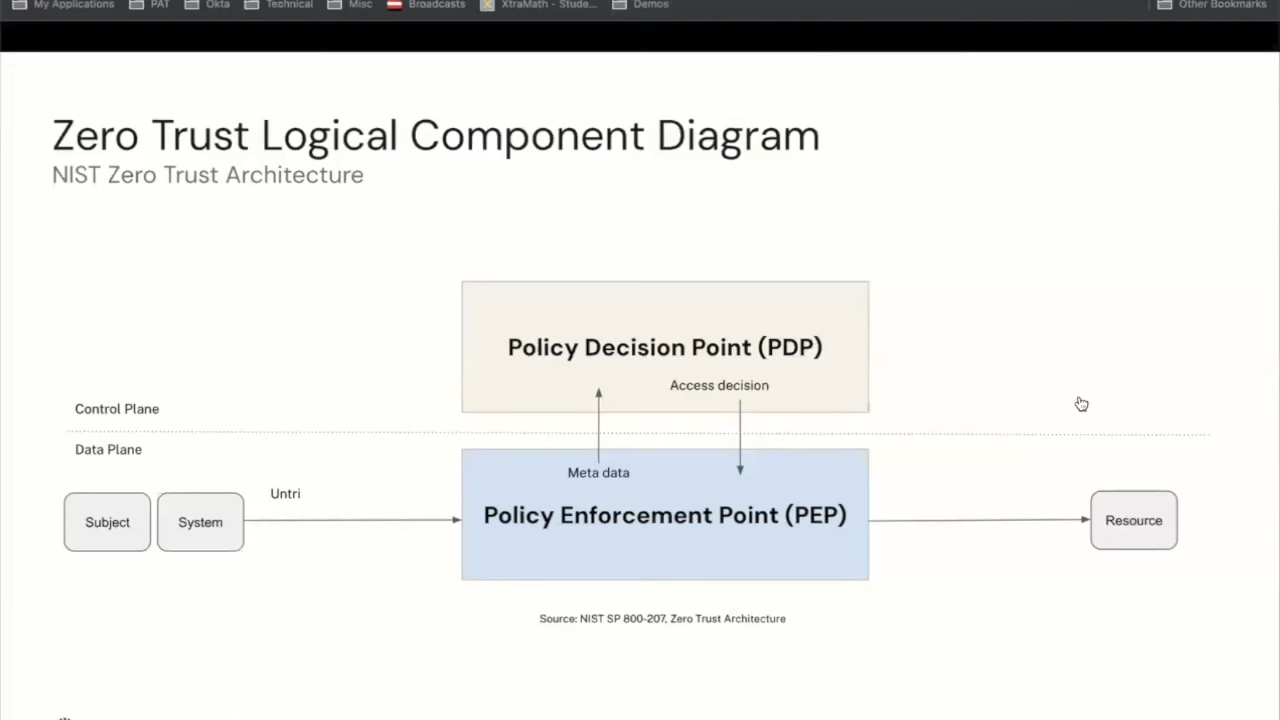 My Applications PAT Okta Technical Misc Broadcasts XtraMath - Stude... Demos Other Bookmarks
Zero Trust Logical Component Diagram
NIST Zero Trust Architecture
Policy Decision Point (PDP)
Access decision
Control Plane
Data Plane
Meta data
Untri
Subject
System
Policy Enforcement Point (PEP)
Resource
Source: NIST SP 800-207, Zero Trust Architecture